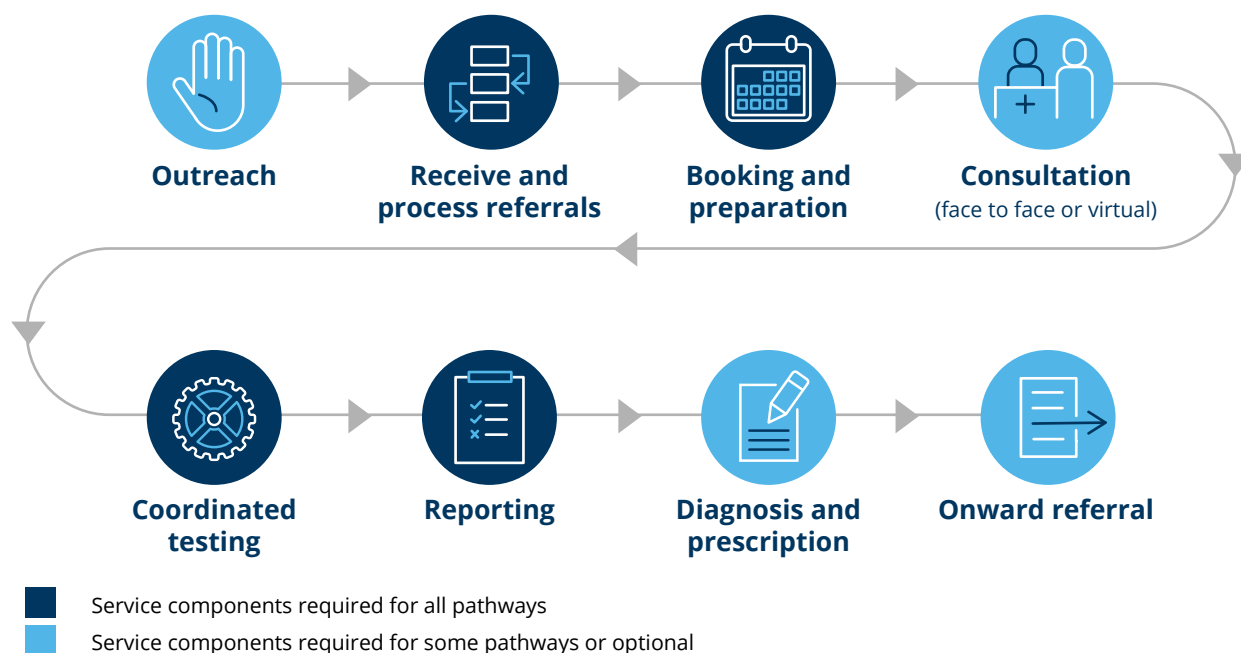 Outreach
Receive and
process referrals
Booking and
preparation
Consultation
(face to face or virtual)
Coordinated
testing
Reporting
Diagnosis and
prescription
Onward referral
Service components required for all pathways
Service components required for some pathways or optional